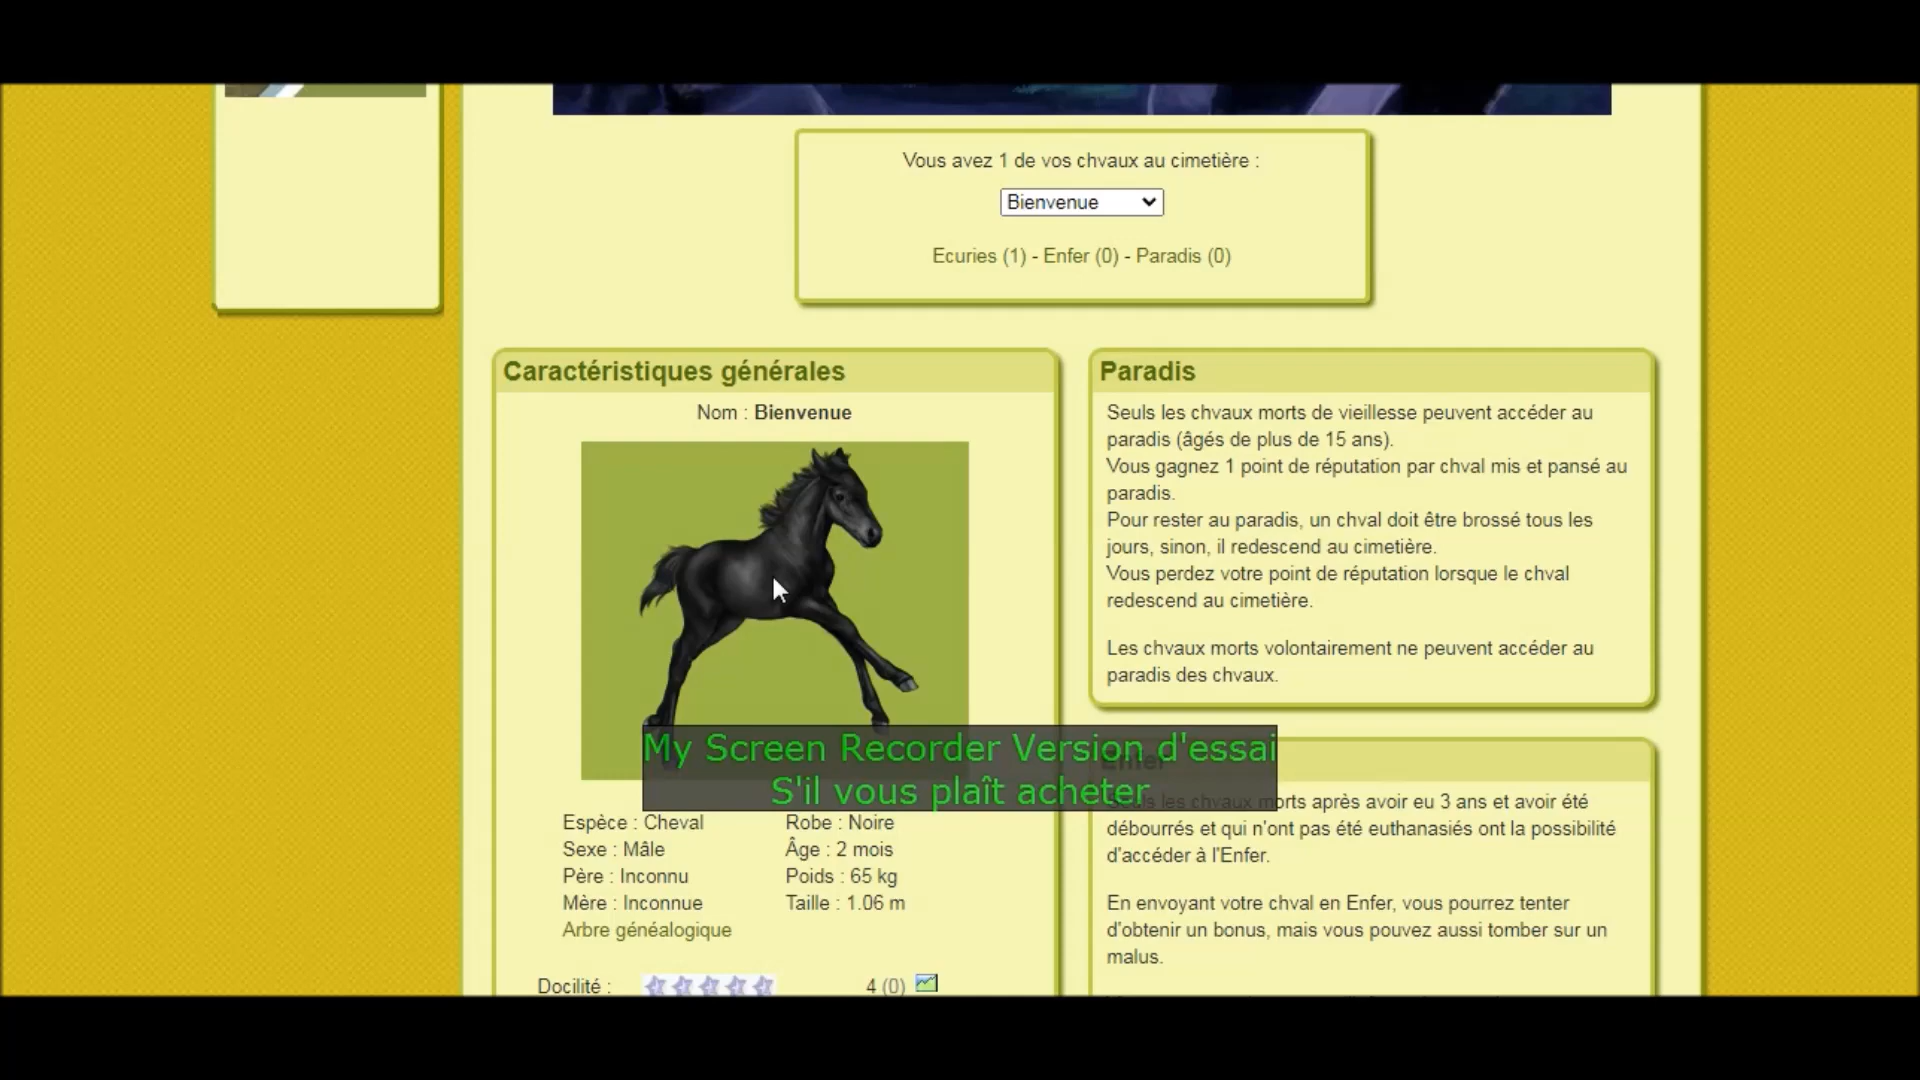 Vous avez 1 de vos chvaux au cimetière :
Bienvenue
Ecuries (1) - Enfer (0) - Paradis (0)
Caractéristiques générales
Nom : Bienvenue
Espèce : Cheval
Robe : Noire
Sexe : Mâle
Âge : 2 mois
Père : Inconnu
Poids : 65 kg
Mère : Inconnue
Taille : 1.06 m
Arbre généalogique
Docilité :
4 (0)
Paradis
Seuls les chvaux morts de vieillesse peuvent accéder au
paradis (âgés de plus de 15 ans).
Vous gagnez 1 point de réputation par chval mis et pansé au
paradis.
Pour rester au paradis, un chval doit être brossé tous les
jours, sinon, il redescend au cimetière.
Vous perdez votre point de réputation lorsque le chval
redescend au cimetière.
Les chvaux morts volontairement ne peuvent accéder au
paradis des chvaux.
My Screen Recorder Version d'essai
S'il vous plaît acheter
Enfer
Seuls les chvaux morts après avoir eu 3 ans et avoir été
débourrés et qui n'ont pas été euthanasiés ont la possibilité
d'accéder à l'Enfer.
En envoyant votre chval en Enfer, vous pourrez tenter
d'obtenir un bonus, mais vous pouvez aussi tomber sur un
malus.